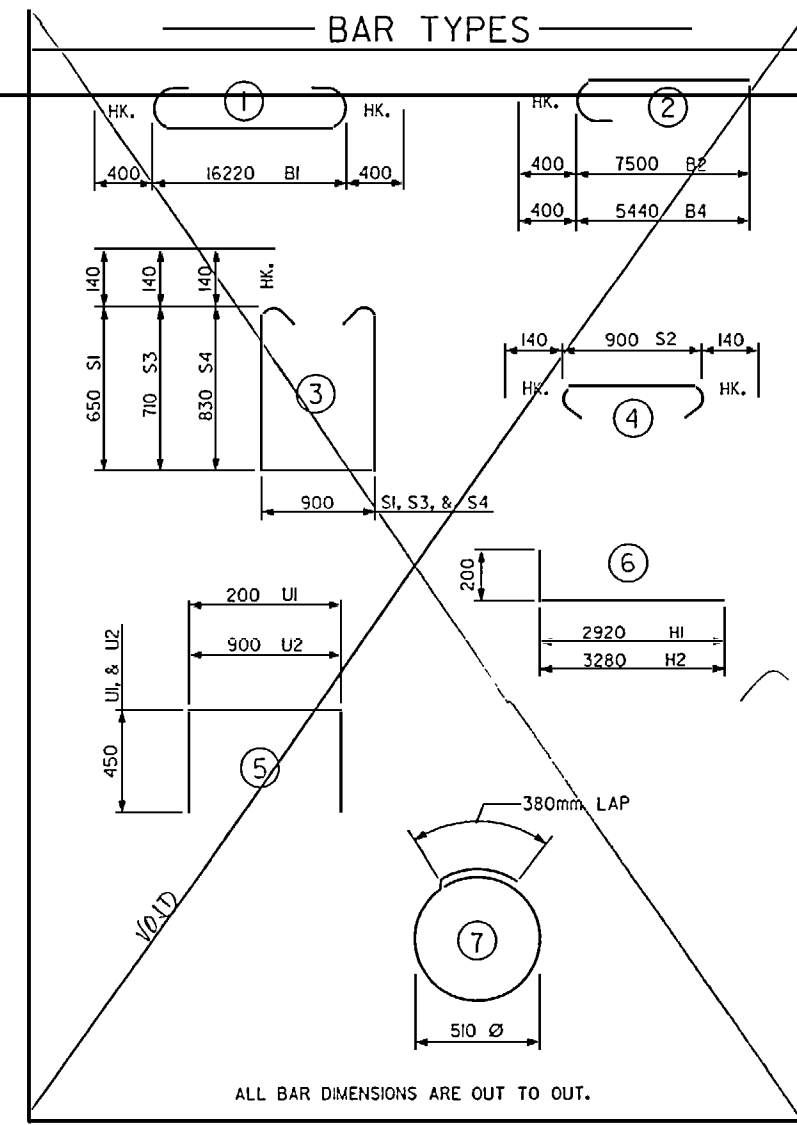 BAR TYPES
HK. 1 HK.
400 16220 B1 400
HK. 2
400 7500 B2
400 5440 B4
140 140 140 HK.
650 S1 710 S3 830 S4
3
900 S1, S3, & S4
140 900 S2 140
HK. HK.
4
6
200
2920 H1
3280 H2
200 U1
900 U2
U1, & U2
450
5
380mm LAP
7
510 Ø
VOID
ALL BAR DIMENSIONS ARE OUT TO OUT.